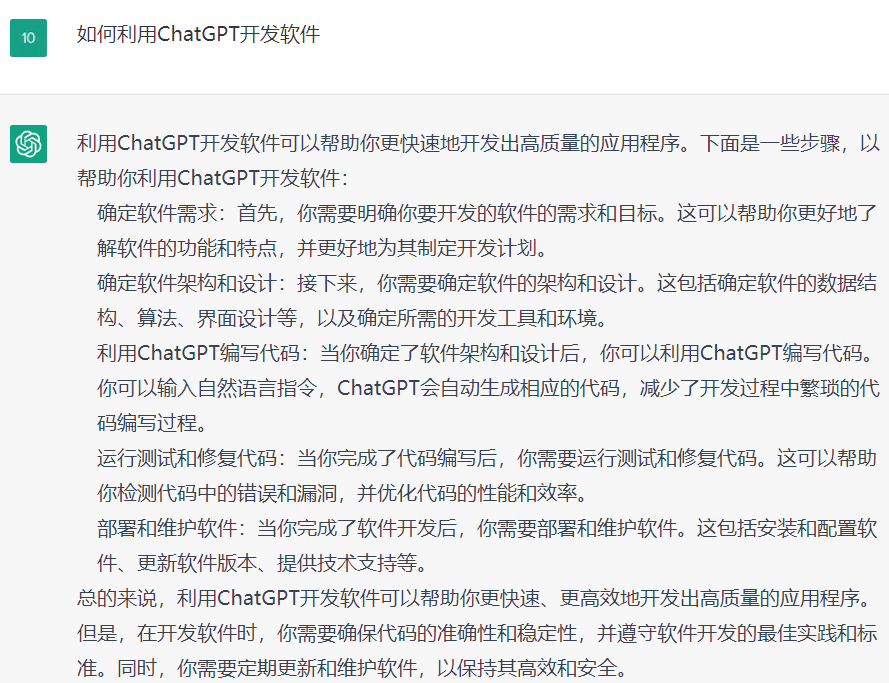 10
如何利用ChatGPT开发软件
利用ChatGPT开发软件可以帮助你更快速地开发出高质量的应用程序。下面是一些步骤，以
帮助你利用ChatGPT开发软件：
确定软件需求：首先，你需要明确你要开发的软件的需求和目标。这可以帮助你更好地了
解软件的功能和特点，并更好地为其制定开发计划。
确定软件架构和设计：接下来，你需要确定软件的架构和设计。这包括确定软件的数据结
构、算法、界面设计等，以及确定所需的开发工具和环境。
利用ChatGPT编写代码：当你确定了软件架构和设计后，你可以利用ChatGPT编写代码。
你可以输入自然语言指令，ChatGPT会自动生成相应的代码，减少了开发过程中繁琐的代
码编写过程。
运行测试和修复代码：当你完成了代码编写后，你需要运行测试和修复代码。这可以帮助
你检测代码中的错误和漏洞，并优化代码的性能和效率。
部署和维护软件：当你完成了软件开发后，你需要部署和维护软件。这包括安装和配置软
件、更新软件版本、提供技术支持等。
总的来说，利用ChatGPT开发软件可以帮助你更快速、更高效地开发出高质量的应用程序。
但是，在开发软件时，你需要确保代码的准确性和稳定性，并遵守软件开发的最佳实践和标
准。同时，你需要定期更新和维护软件，以保持其高效和安全。